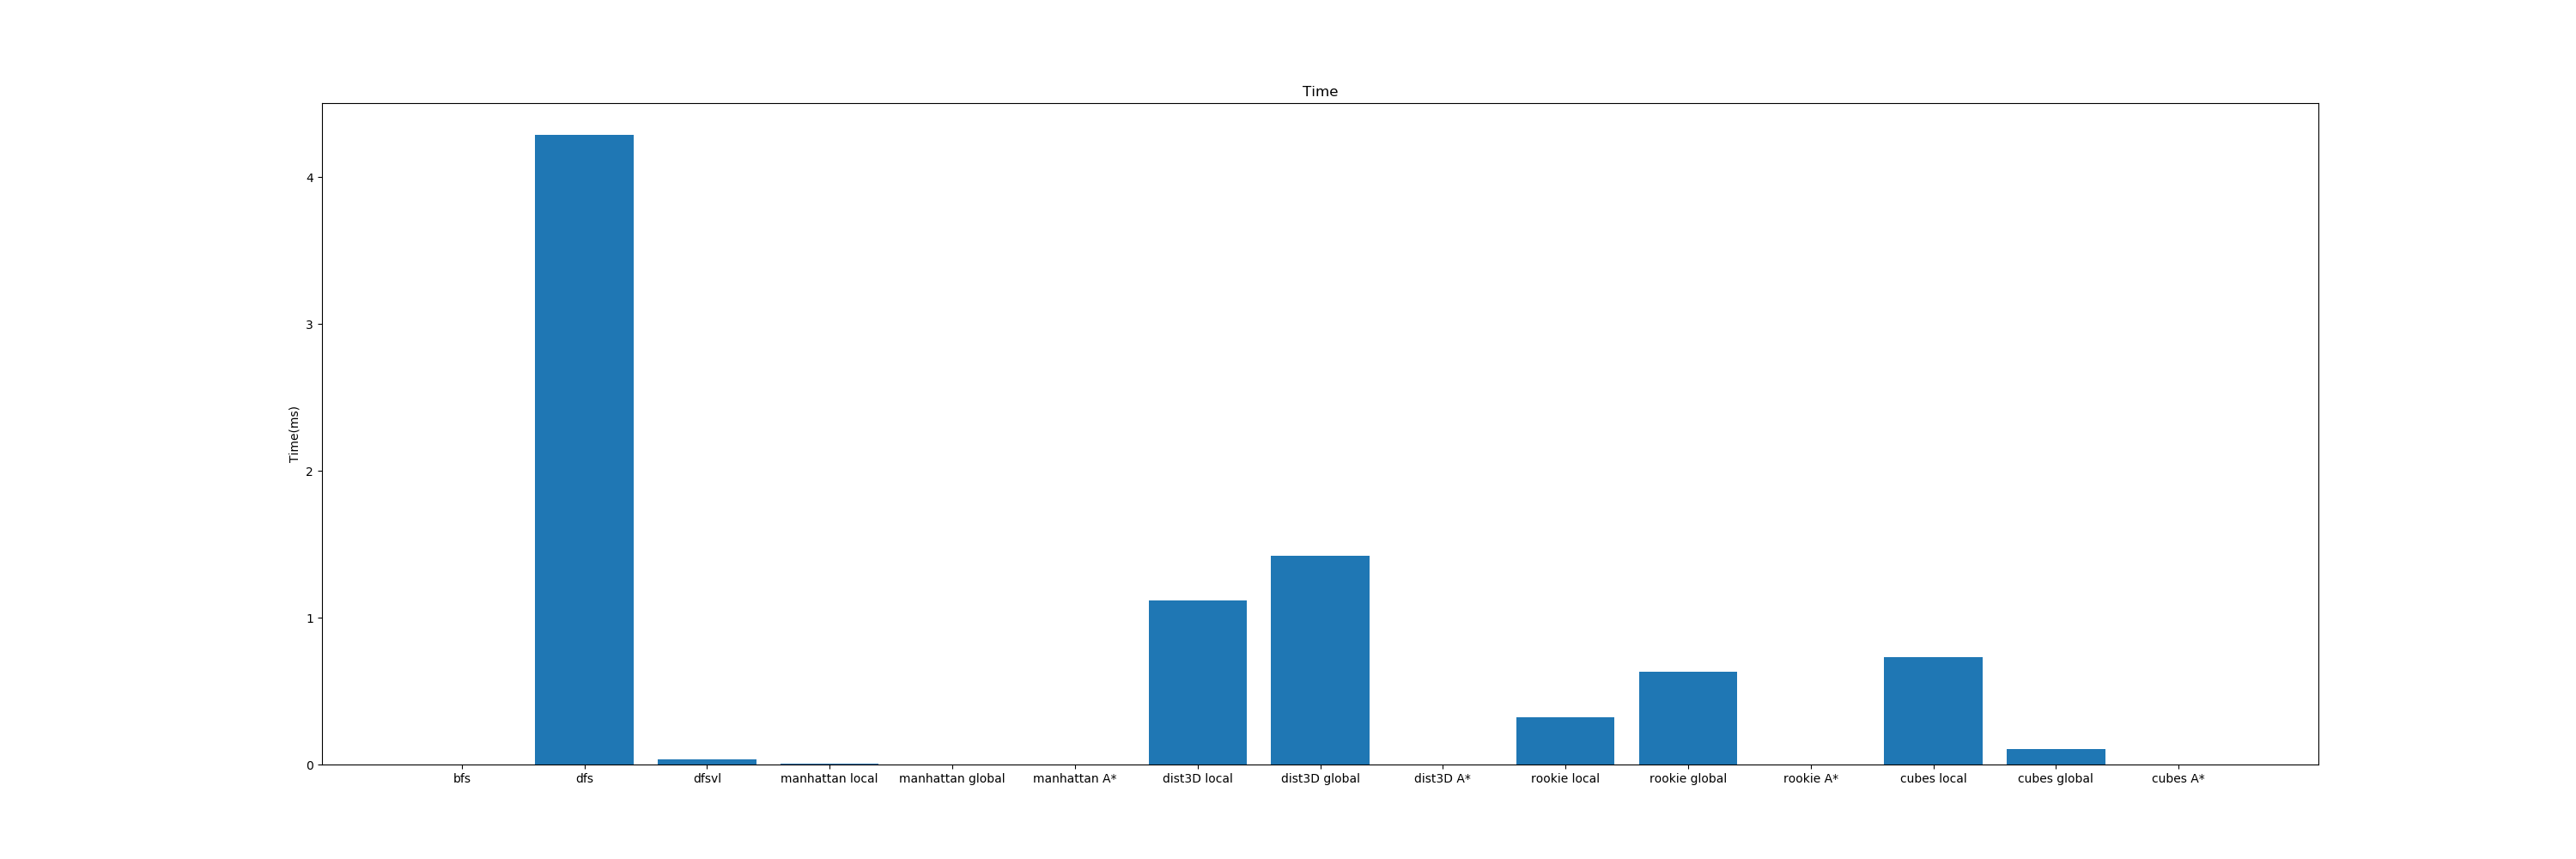 Time
Time(ms)
4
3
2
1
0
bfs dfs dfsvl manhattan local manhattan global manhattan A* dist3D local dist3D global dist3D A* rookie local rookie global rookie A* cubes local cubes global cubes A*